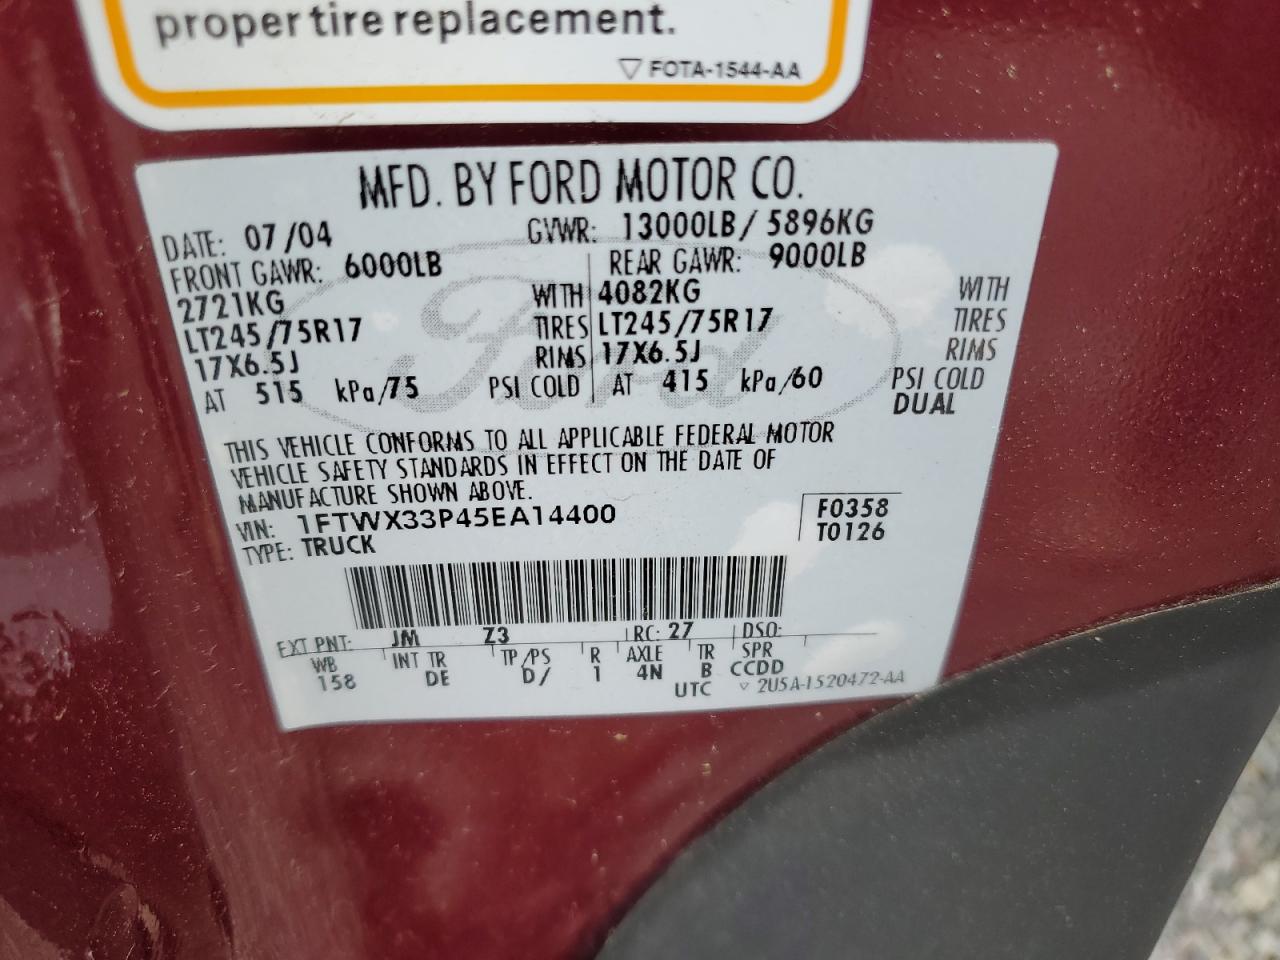 proper tire replacement.
▽ F0TA-1544-AA
MFD. BY FORD MOTOR CO.
DATE: 07/04 GVWR: 13000LB/ 5896KG
FRONT GAWR: 6000LB REAR GAWR: 9000LB
2721KG WITH 4082KG WITH
LT245/75R17 TIRES LT245/75R17 TIRES
17X6.5J RIMS 17X6.5J RIMS
AT 515 kPa/75 PSI COLD AT 415 kPa/60 PSI COLD
DUAL
THIS VEHICLE CONFORMS TO ALL APPLICABLE FEDERAL MOTOR
VEHICLE SAFETY STANDARDS IN EFFECT ON THE DATE OF
MANUFACTURE SHOWN ABOVE.
VIN: 1FTWX33P45EA14400 F0358
TYPE: TRUCK T0126
EXT PNT: JM Z3 RC: 27 DSO:
WB INT TR TP/PS R AXLE TR SPR
158 DE D/ 1 4N B CCDD
UTC ▽ 2U5A-1520472-AA
Ford